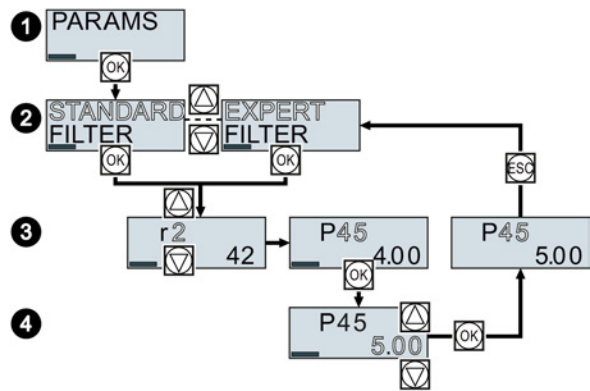 1
PARAMS
OK
2
STANDARD
FILTER
EXPERT
FILTER
OK
OK
ESC
3
r2
42
P45
4.00
P45
5.00
OK
4
P45
5.00
OK